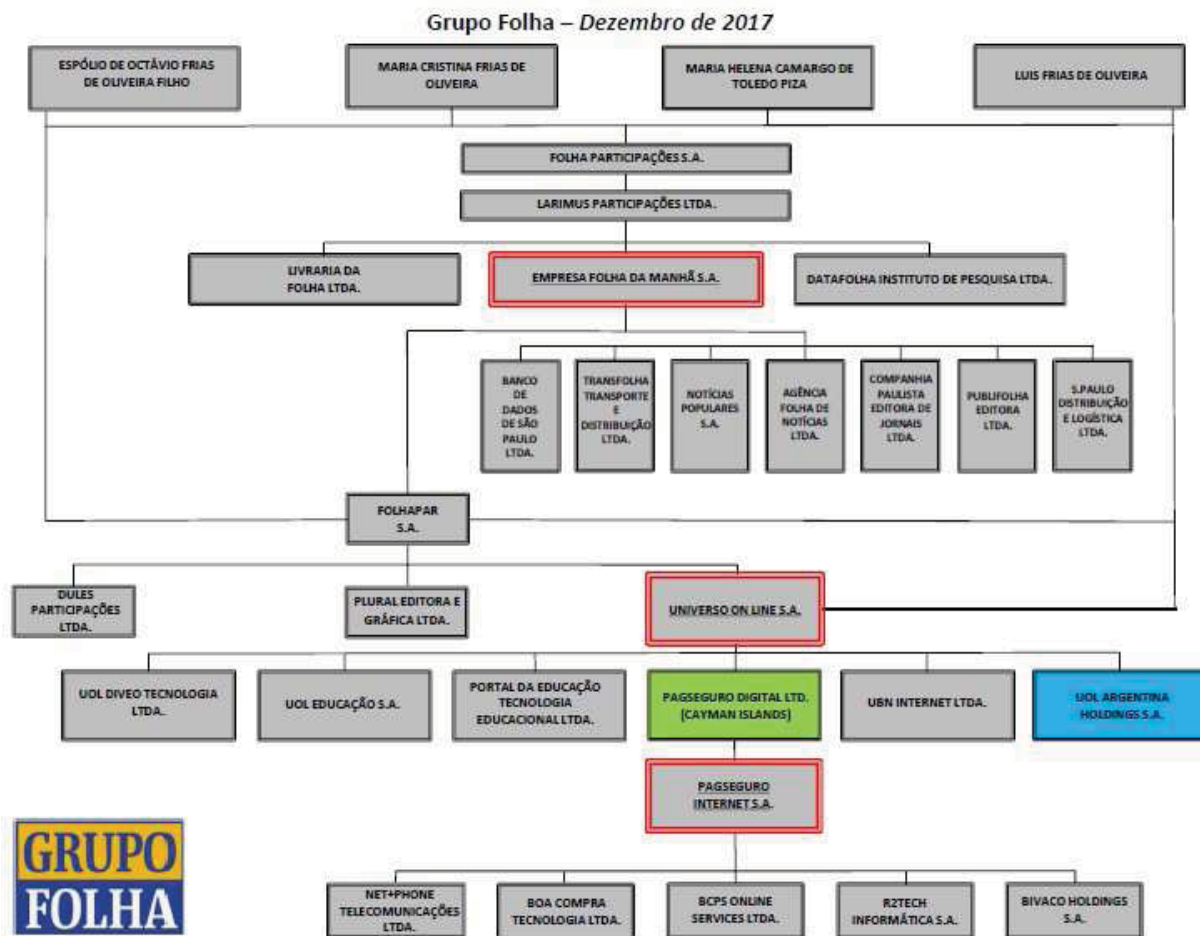 Grupo Folha – Dezembro de 2017
ESPÓLIO DE OCTÁVIO FRIAS
DE OLIVEIRA FILHO
MARIA CRISTINA FRIAS DE
OLIVEIRA
MARIA HELENA CAMARGO DE
TOLEDO PIZA
LUIS FRIAS DE OLIVEIRA
FOLHA PARTICIPAÇÕES S.A.
LARIMUS PARTICIPAÇÕES LTDA.
LIVRARIA DA
FOLHA LTDA.
EMPRESA FOLHA DA MANHÃ S.A.
DATAFOLHA INSTITUTO DE PESQUISA LTDA.
BANCO
DE
DADOS
DE SÃO
PAULO
LTDA.
TRANSFOLHA
TRANSPORTE
E
DISTRIBUIÇÃO
LTDA.
NOTÍCIAS
POPULARES
S.A.
AGÊNCIA
FOLHA DE
NOTÍCIAS
LTDA.
COMPANHIA
PAULISTA
EDITORA DE
JORNAIS
LTDA.
PUBLIFOLHA
EDITORA
LTDA.
S.PAULO
DISTRIBUIÇÃO
E LOGÍSTICA
LTDA.
FOLHAPAR
S.A.
DULES
PARTICIPAÇÕES
LTDA.
PLURAL EDITORA E
GRÁFICA LTDA.
UNIVERSO ON LINE S.A.
UOL DIVEO TECNOLOGIA
LTDA.
UOL EDUCAÇÃO S.A.
PORTAL DA EDUCAÇÃO
TECNOLOGIA
EDUCACIONAL LTDA.
PAGSEGURO DIGITAL LTD.
(CAYMAN ISLANDS)
UBN INTERNET LTDA.
UOL ARGENTINA
HOLDINGS S.A.
PAGSEGURO
INTERNET S.A.
GRUPO
FOLHA
NET+PHONE
TELECOMUNICAÇÕES
LTDA.
BOA COMPRA
TECNOLOGIA LTDA.
BCPS ONLINE
SERVICES LTDA.
R2TECH
INFORMÁTICA S.A.
BIVACO HOLDINGS
S.A.